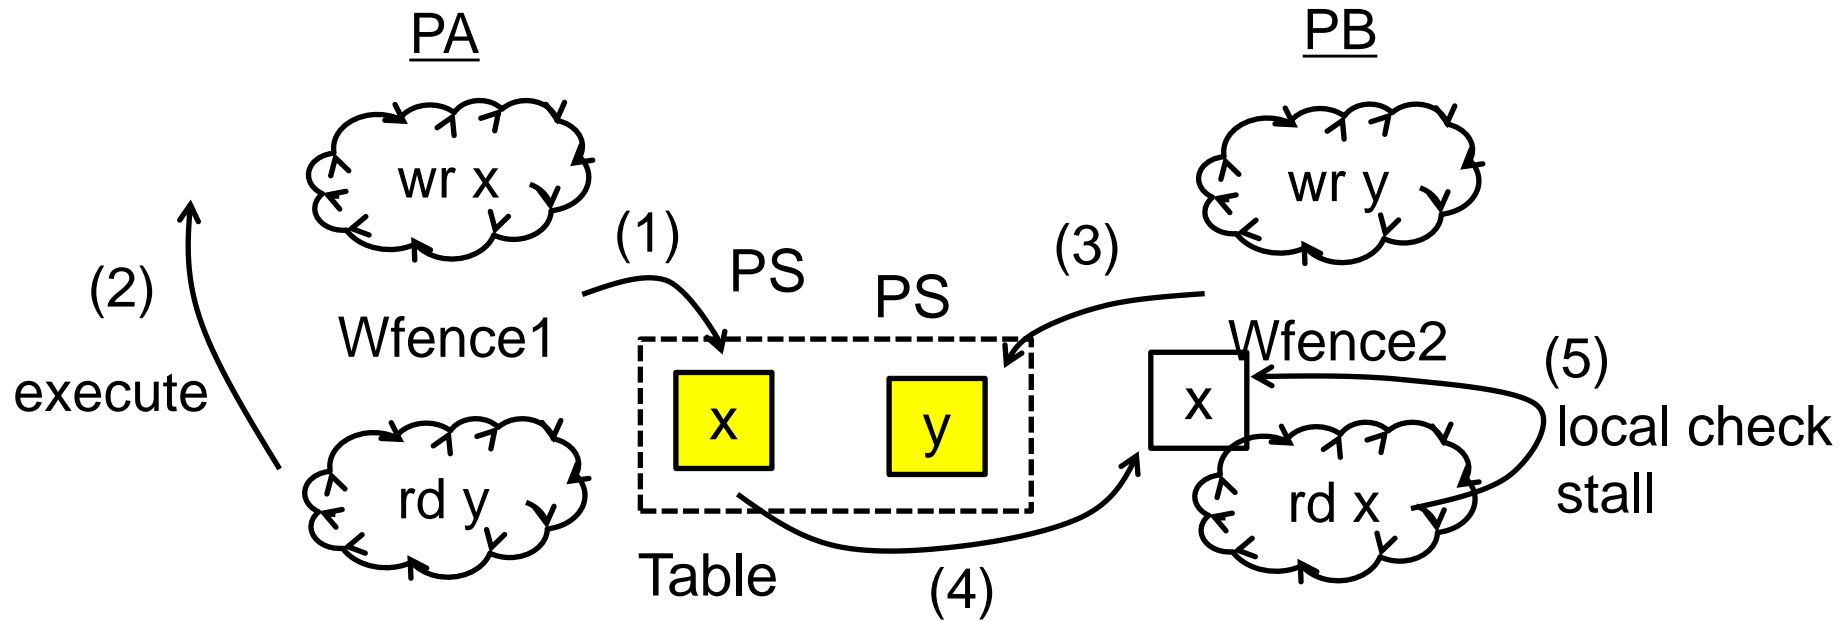 PA
PB
wr x
wr y
(1)
(3)
PS
PS
(2)
Wfence1
Wfence2
(5)
execute
x
y
x
local check
stall
rd y
rd x
Table
(4)